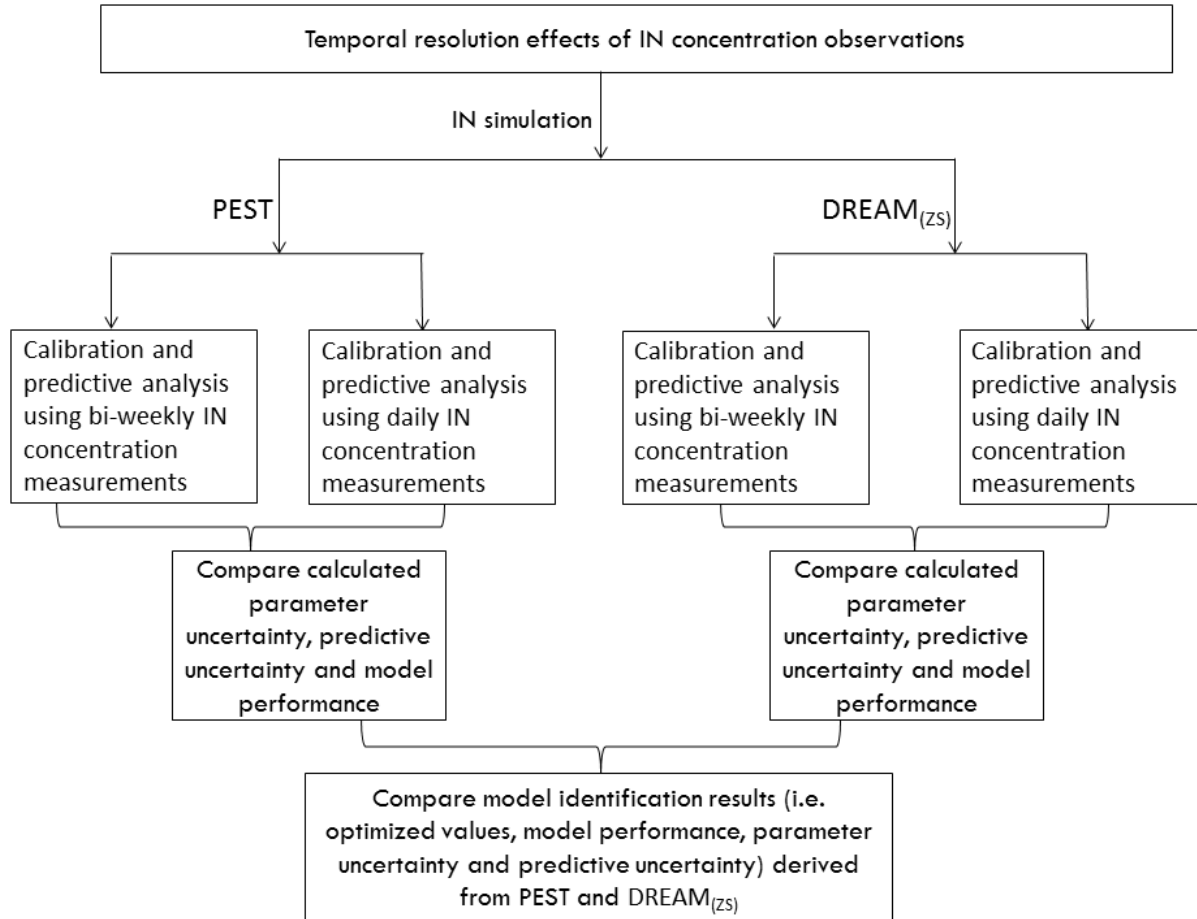 Temporal resolution effects of IN concentration observations
IN simulation
PEST
DREAM(ZS)
Calibration and
predictive analysis
using bi-weekly IN
concentration
measurements
Calibration and
predictive analysis
using daily IN
concentration
measurements
Calibration and
predictive analysis
using bi-weekly IN
concentration
measurements
Calibration and
predictive analysis
using daily IN
concentration
measurements
Compare calculated
parameter
uncertainty, predictive
uncertainty and model
performance
Compare calculated
parameter
uncertainty, predictive
uncertainty and model
performance
Compare model identification results (i.e.
optimized values, model performance, parameter
uncertainty and predictive uncertainty) derived
from PEST and DREAM(ZS)